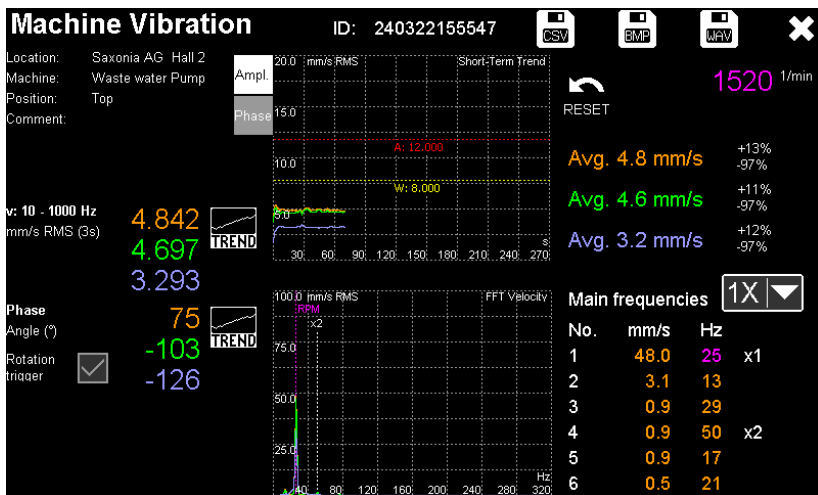 Machine Vibration ID: 240322155547 CSV BMP WAV
Location: Saxonia AG Hall 2
Machine: Waste water Pump
Position: Top
Comment:
Ampl.
Phase
20.0 mm/s RMS Short-Term Trend
15.0
A: 12.000
10.0
W: 8.000
5.0
s
30 60 90 120 150 180 210 240 270
RESET
1520 1/min
Avg. 4.8 mm/s +13% -97%
Avg. 4.6 mm/s +11% -97%
Avg. 3.2 mm/s +12% -97%
v: 10 - 1000 Hz
mm/s RMS (3s)
4.842
4.697
3.293
TREND
Phase
Angle (°)
75
-103
-126
TREND
Rotation
trigger
100.0 mm/s RMS FFT Velocity
RPM
x2
75.0
50.0
25.0
Hz
40 80 120 160 200 240 280 320
Main frequencies 1X
No. mm/s Hz
1 48.0 25 x1
2 3.1 13
3 0.9 29
4 0.9 50 x2
5 0.9 17
6 0.5 21